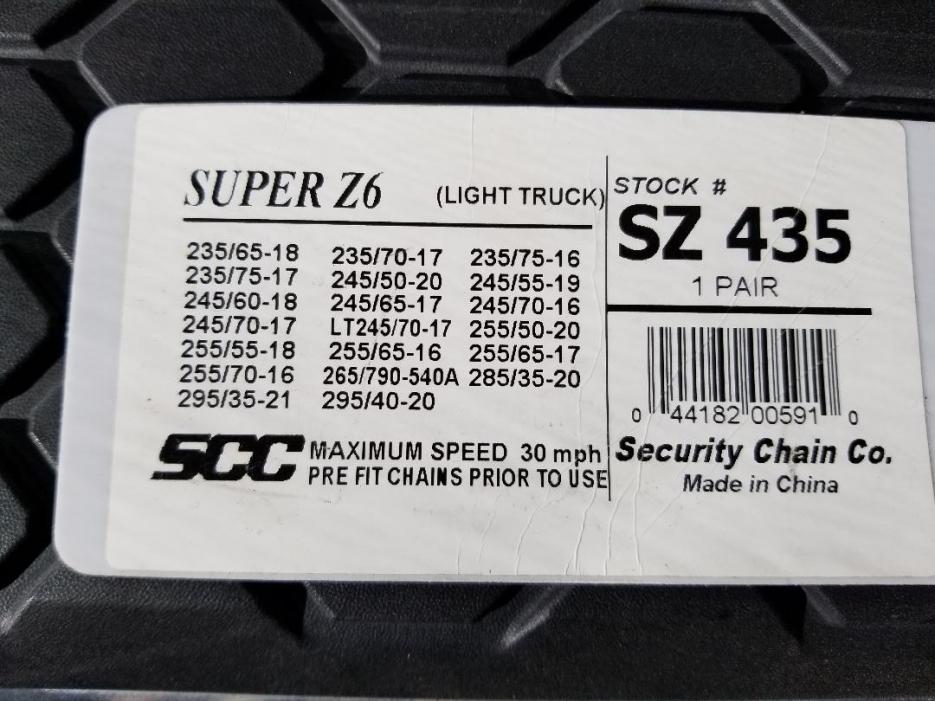 SUPER Z6 (LIGHT TRUCK)
235/65-18 235/70-17 235/75-16
235/75-17 245/50-20 245/55-19
245/60-18 245/65-17 245/70-16
245/70-17 LT245/70-17 255/50-20
255/55-18 255/65-16 255/65-17
255/70-16 265/790-540A 285/35-20
295/35-21 295/40-20
SCC MAXIMUM SPEED 30 mph
PRE FIT CHAINS PRIOR TO USE
STOCK #
SZ 435
1 PAIR
0 44182 00591 0
Security Chain Co.
Made in China